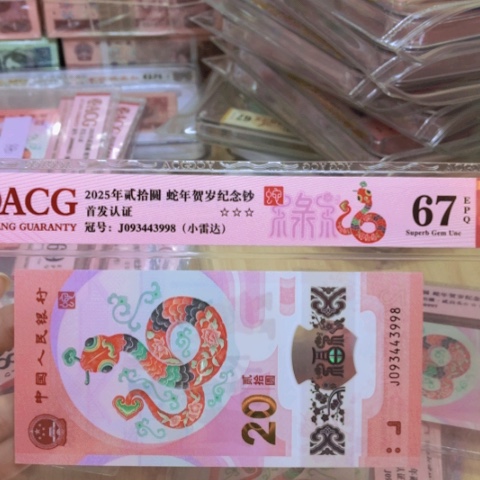 ACG
NG GUARANTY
2025年贰拾圆 蛇年贺岁纪念钞
首发认证 ☆☆☆
冠号: J093443998 (小雷达)
67
EPQ
Superb Gem Unc
中国人民银行
贰拾圆
20
J093443998